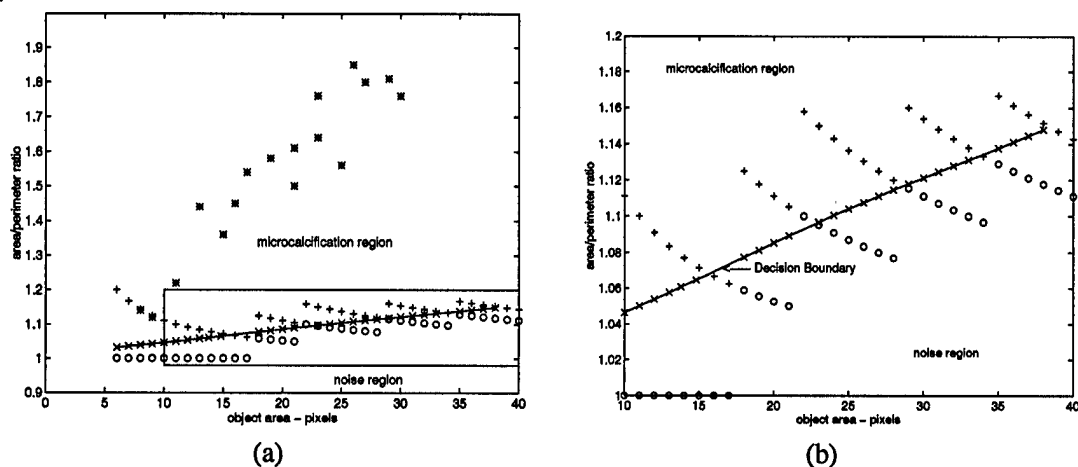 1.9
1.8
1.7
1.6
1.5
1.4
1.3
1.2
1.1
1
0.9
area/perimeter ratio
microcalcification region
noise region
0 5 10 15 20 25 30 35 40
object area – pixels
(a)
1.2
1.18
1.16
1.14
1.12
1.1
1.08
1.06
1.04
1.02
area/perimeter ratio
microcalcification region
Decision Boundary
noise region
10 15 20 25 30 35 40
object area – pixels
(b)